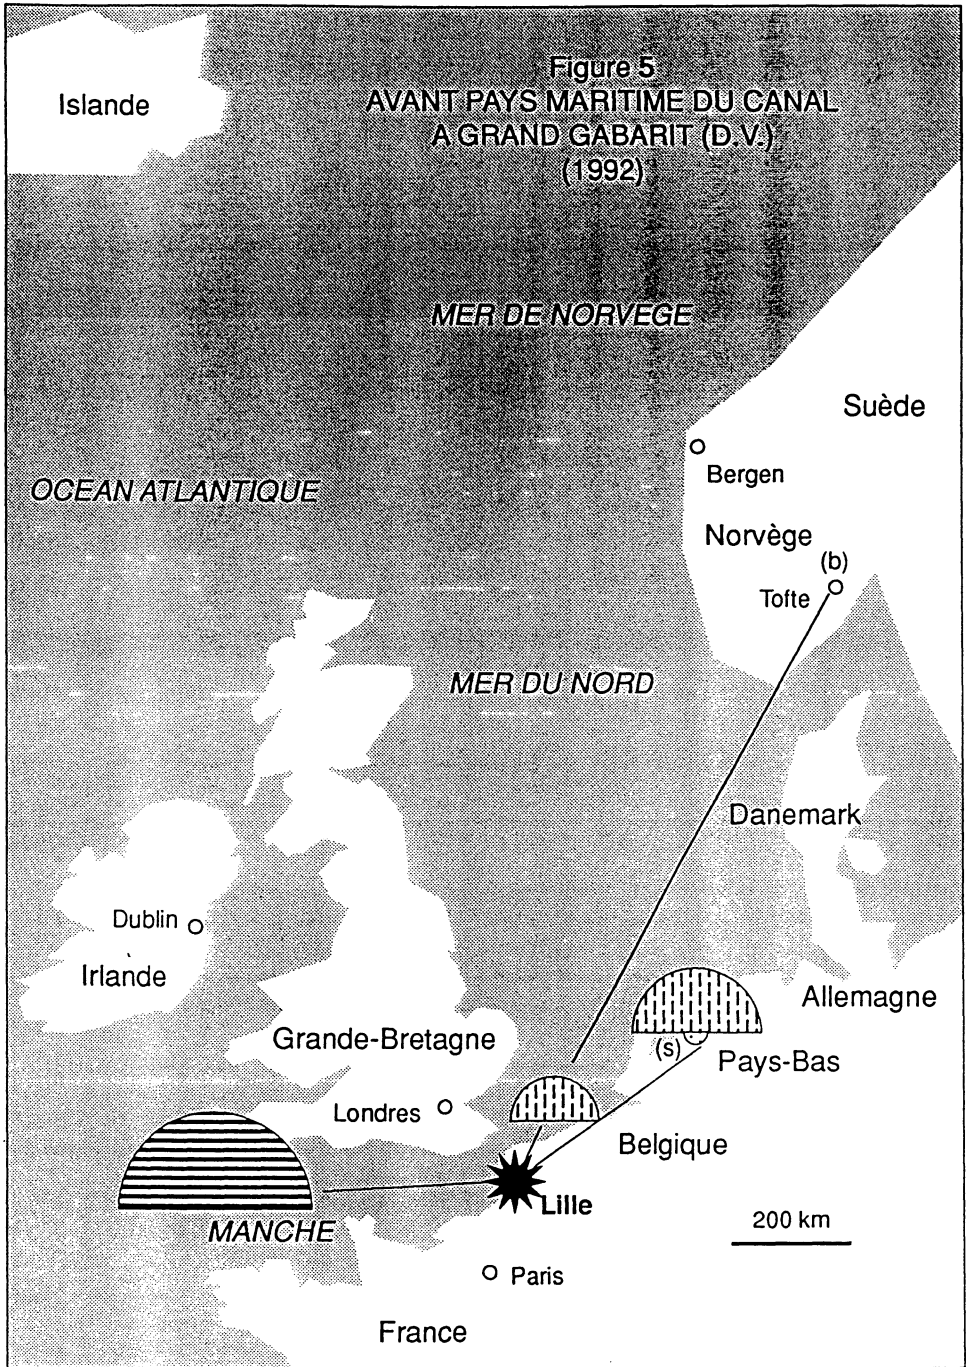 Figure 5
AVANT PAYS MARITIME DU CANAL
A GRAND GABARIT (D.V.)
(1992)
Islande
MER DE NORVEGE
Suède
Bergen
OCEAN ATLANTIQUE
Norvège
(b)
Tofte
MER DU NORD
Danemark
Dublin
Irlande
Allemagne
Grande-Bretagne
(s)
Pays-Bas
Londres
Belgique
Lille
MANCHE
200 km
Paris
France